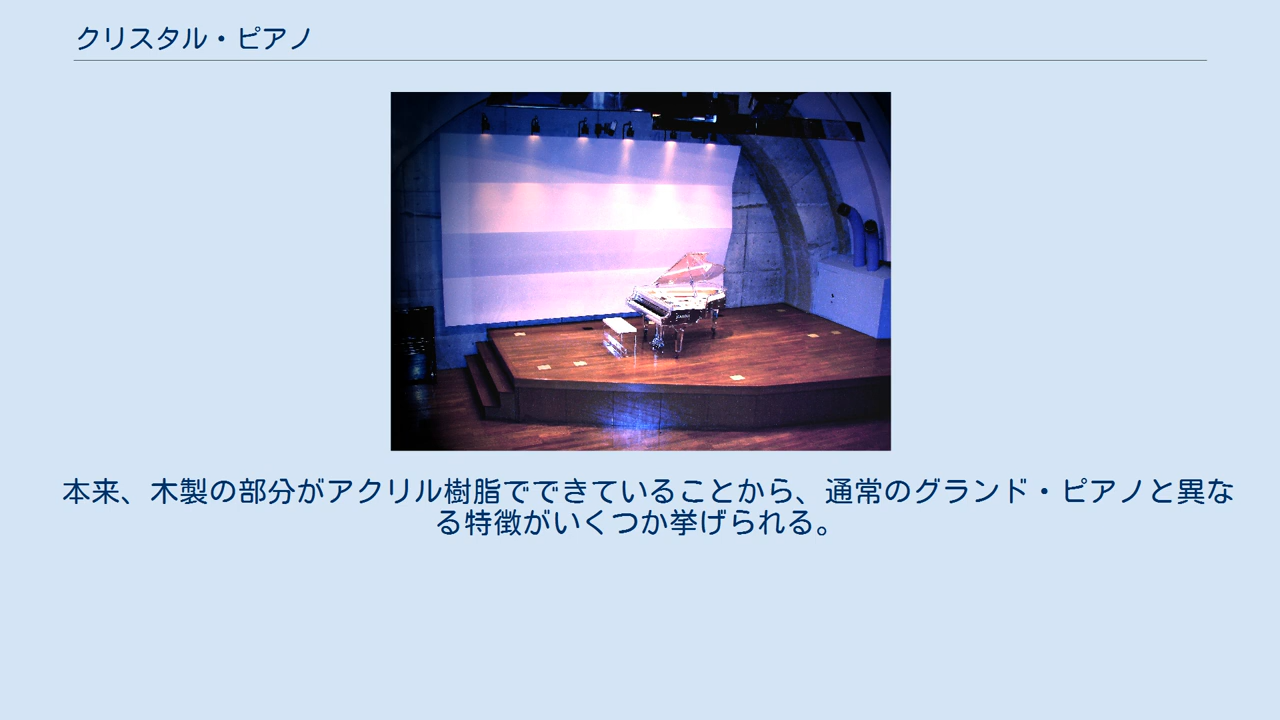 クリスタル・ピアノ
本来、木製の部分がアクリル樹脂でできていることから、通常のグランド・ピアノと異な
る特徴がいくつか挙げられる。